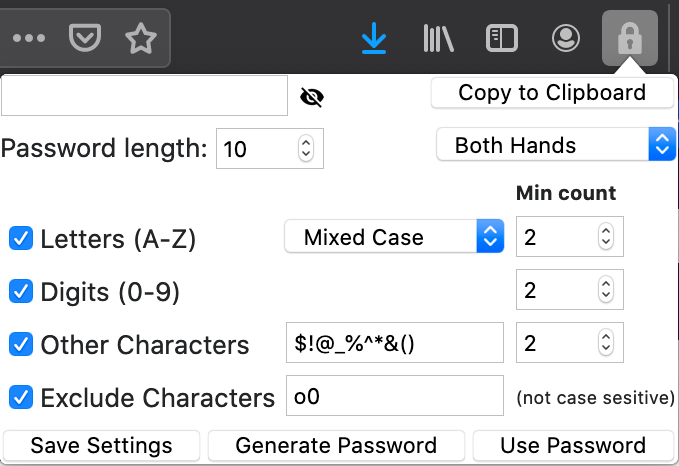 Copy to Clipboard
Password length: 10 Both Hands
Min count
Letters (A-Z) Mixed Case 2
Digits (0-9) 2
Other Characters $!@_%^*&() 2
Exclude Characters o0 (not case sesitive)
Save Settings Generate Password Use Password